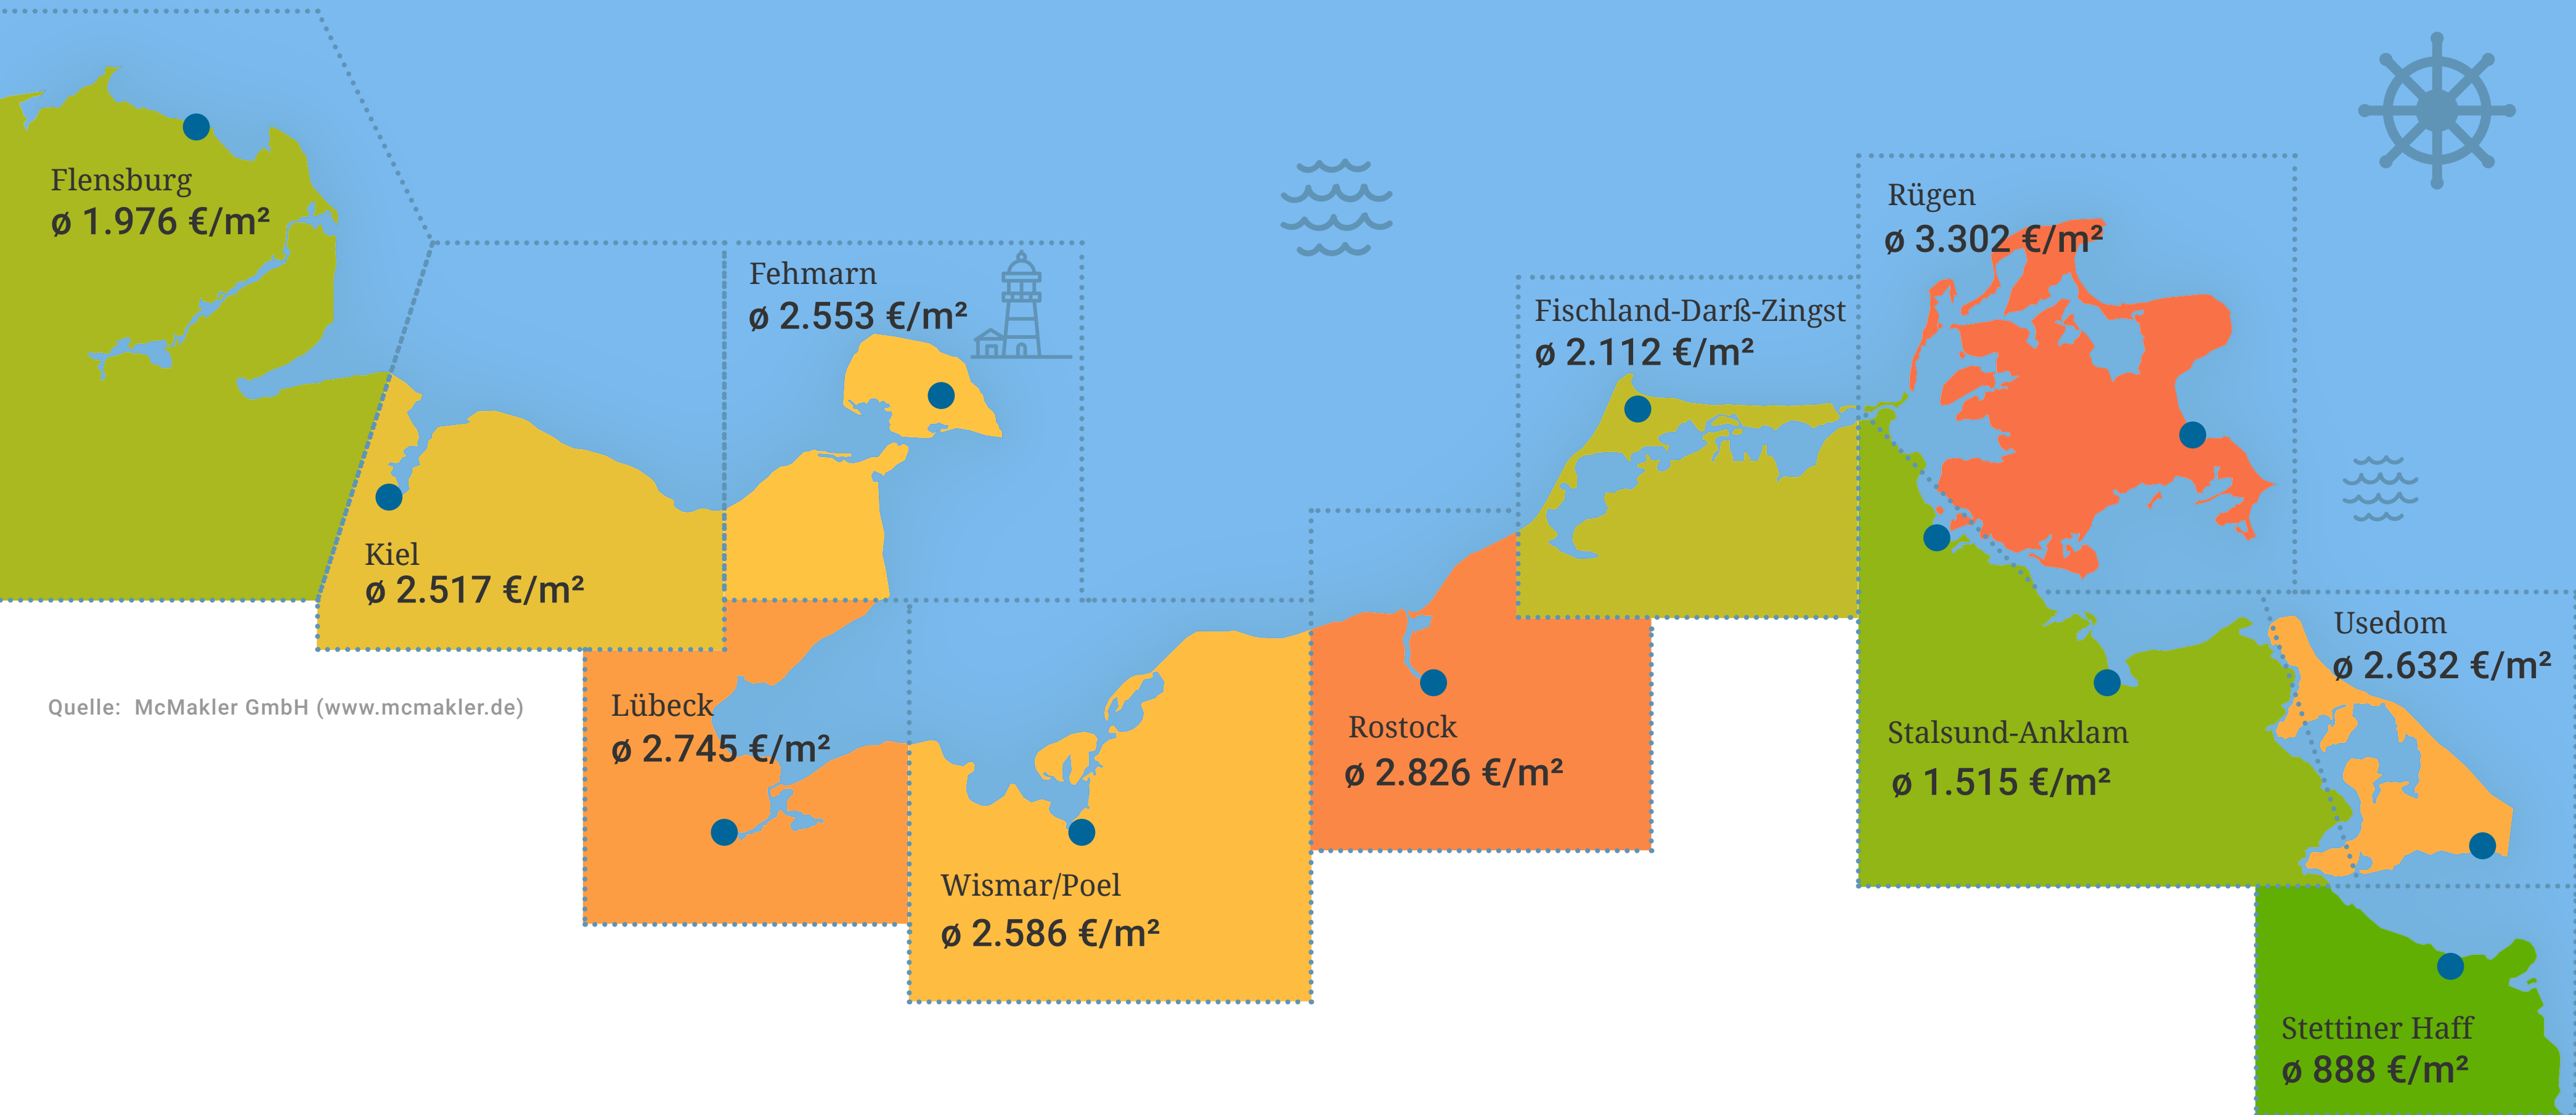 Flensburg
ø 1.976 €/m²
Kiel
ø 2.517 €/m²
Fehmarn
ø 2.553 €/m²
Lübeck
ø 2.745 €/m²
Wismar/Poel
ø 2.586 €/m²
Rostock
ø 2.826 €/m²
Fischland-Darß-Zingst
ø 2.112 €/m²
Rügen
ø 3.302 €/m²
Stalsund-Anklam
ø 1.515 €/m²
Usedom
ø 2.632 €/m²
Stettiner Haff
ø 888 €/m²
Quelle: McMakler GmbH (www.mcmakler.de)